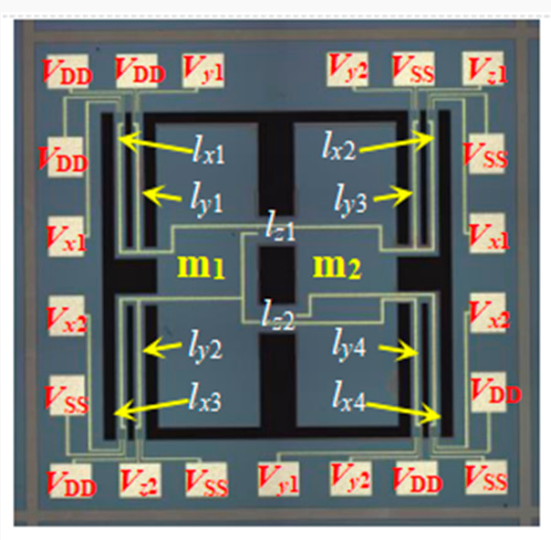 VDD VDD Vy1 Vy2 VSS Vz1
lx1 lx2
VDD VSS
ly1 ly3
Vx1 lz1 Vx1
m1 m2
Vx2 lz2 Vx2
ly2 ly4
VSS lx3 lx4 VDD
VDD Vz2 VSS Vy1 Vy2 VDD VSS